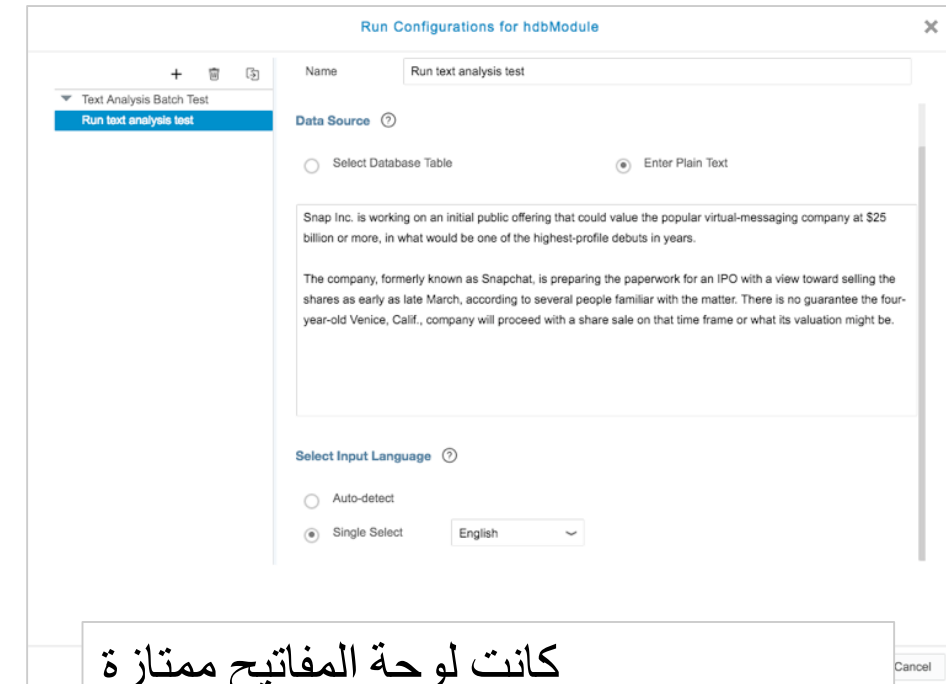 Run Configurations for hdbModule
Name
Run text analysis test
Text Analysis Batch Test
Run text analysis test
Data Source
Select Database Table
Enter Plain Text
Snap Inc. is working on an initial public offering that could value the popular virtual-messaging company at $25
billion or more, in what would be one of the highest-profile debuts in years.
The company, formerly known as Snapchat, is preparing the paperwork for an IPO with a view toward selling the
shares as early as late March, according to several people familiar with the matter. There is no guarantee the four-
year-old Venice, Calif., company will proceed with a share sale on that time frame or what its valuation might be.
Select Input Language
Auto-detect
Single Select
English
كانت لوحة المفاتيح ممتازة
Cancel